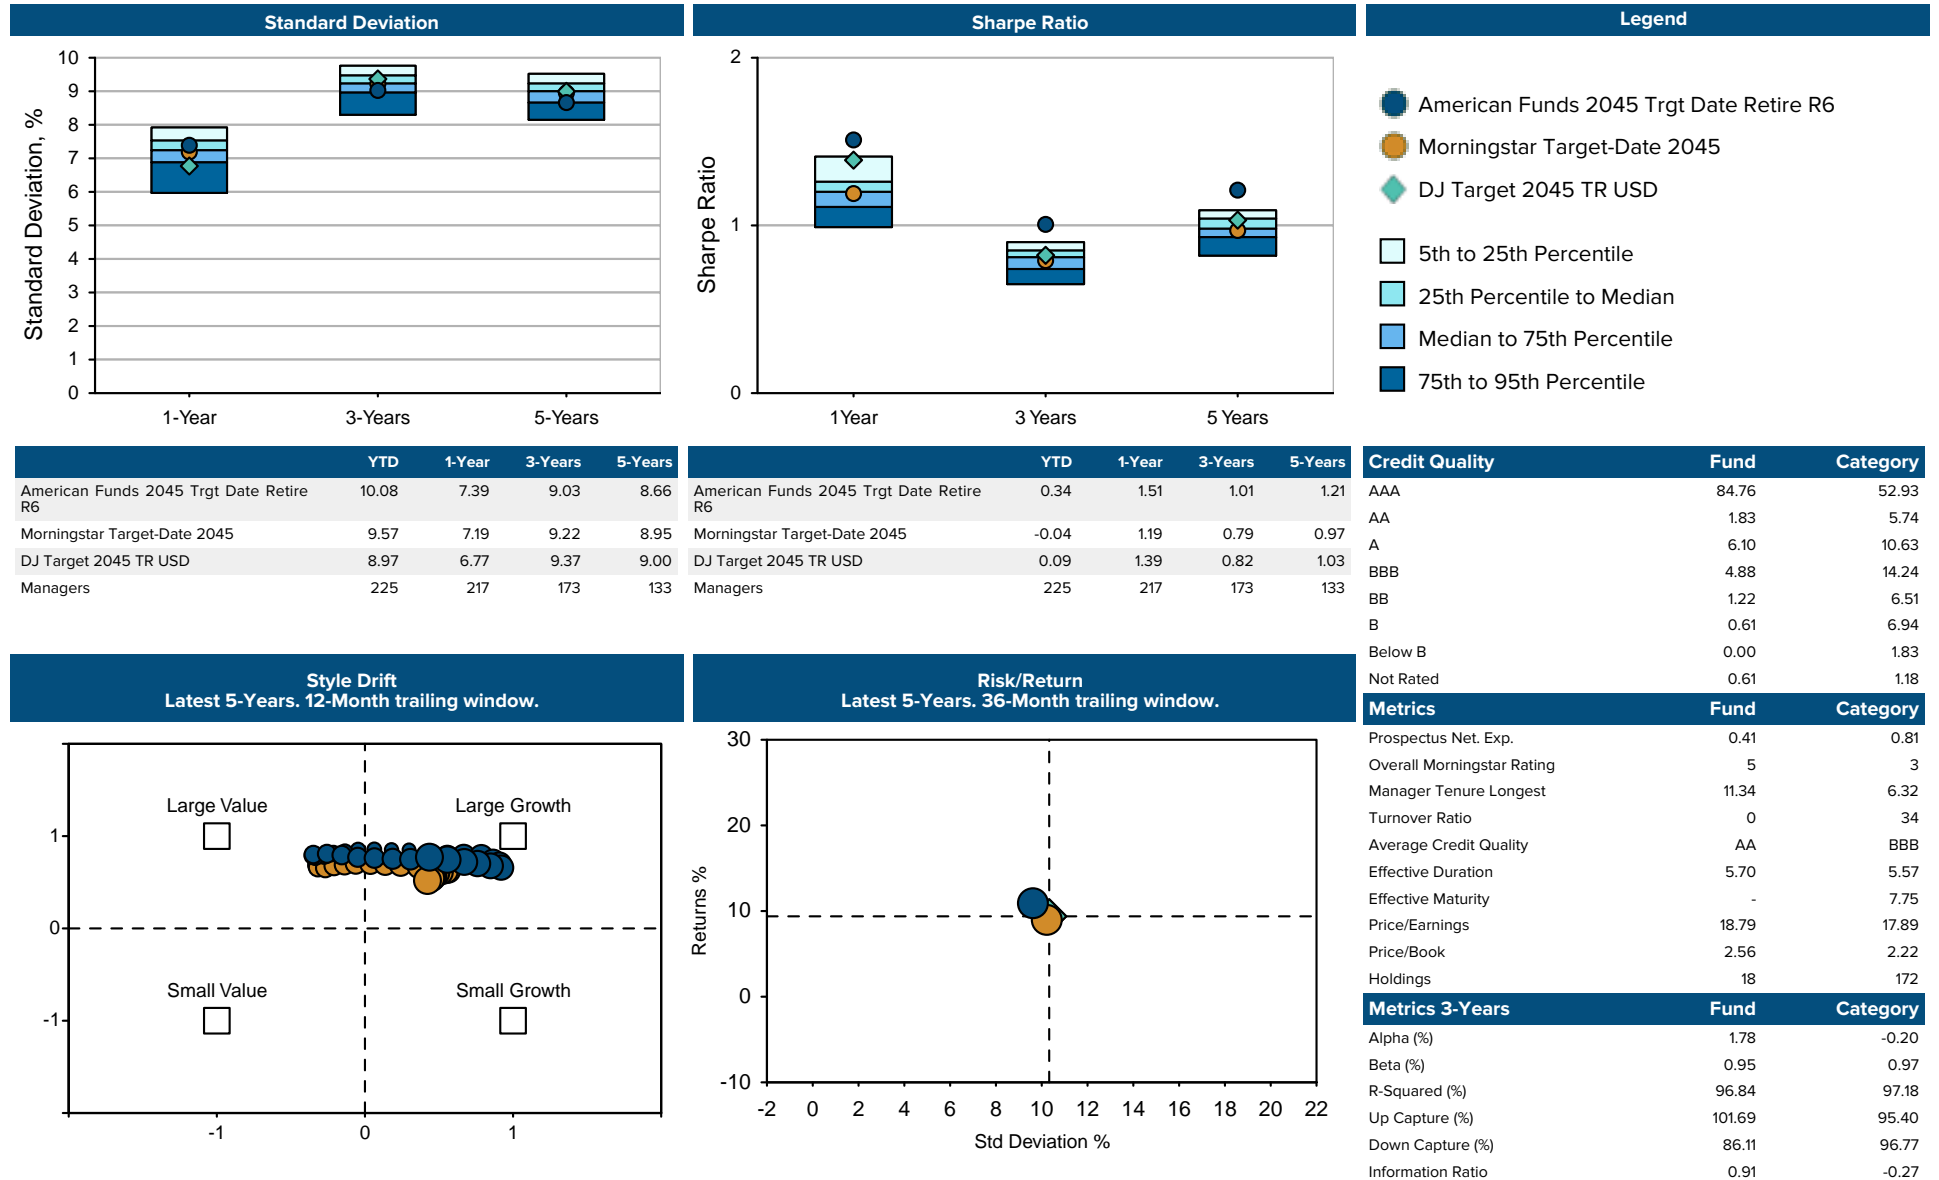 Standard Deviation
Standard Deviation, %
10
9
8
7
6
5
4
3
2
1
0
1-Year 3-Years 5-Years
Sharpe Ratio
Sharpe Ratio
2
1
0
1Year 3 Years 5 Years
Legend
American Funds 2045 Trgt Date Retire R6
Morningstar Target-Date 2045
DJ Target 2045 TR USD
5th to 25th Percentile
25th Percentile to Median
Median to 75th Percentile
75th to 95th Percentile
YTD 1-Year 3-Years 5-Years
American Funds 2045 Trgt Date Retire 10.08 7.39 9.03 8.66
R6
Morningstar Target-Date 2045 9.57 7.19 9.22 8.95
DJ Target 2045 TR USD 8.97 6.77 9.37 9.00
Managers 225 217 173 133
YTD 1-Year 3-Years 5-Years
American Funds 2045 Trgt Date Retire 0.34 1.51 1.01 1.21
R6
Morningstar Target-Date 2045 -0.04 1.19 0.79 0.97
DJ Target 2045 TR USD 0.09 1.39 0.82 1.03
Managers 225 217 173 133
Credit Quality Fund Category
AAA 84.76 52.93
AA 1.83 5.74
A 6.10 10.63
BBB 4.88 14.24
BB 1.22 6.51
B 0.61 6.94
Below B 0.00 1.83
Not Rated 0.61 1.18
Metrics Fund Category
Prospectus Net. Exp. 0.41 0.81
Overall Morningstar Rating 5 3
Manager Tenure Longest 11.34 6.32
Turnover Ratio 0 34
Average Credit Quality AA BBB
Effective Duration 5.70 5.57
Effective Maturity - 7.75
Price/Earnings 18.79 17.89
Price/Book 2.56 2.22
Holdings 18 172
Metrics 3-Years Fund Category
Alpha (%) 1.78 -0.20
Beta (%) 0.95 0.97
R-Squared (%) 96.84 97.18
Up Capture (%) 101.69 95.40
Down Capture (%) 86.11 96.77
Information Ratio 0.91 -0.27
Style Drift
Latest 5-Years. 12-Month trailing window.
Large Value Large Growth
1
0
Small Value Small Growth
-1
-1 0 1
Risk/Return
Latest 5-Years. 36-Month trailing window.
Returns %
30
20
10
0
-10
-2 0 2 4 6 8 10 12 14 16 18 20 22
Std Deviation %